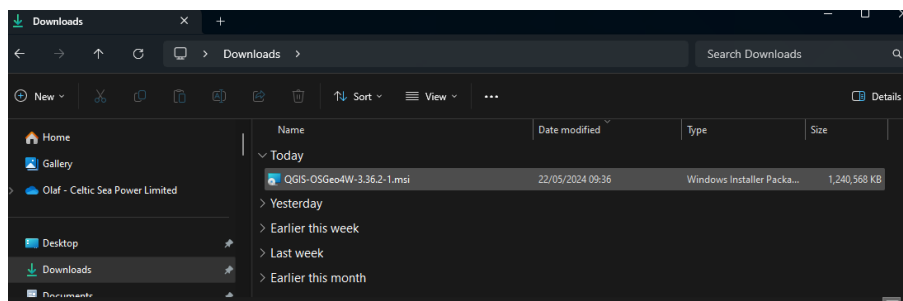 Downloads
Downloads
Search Downloads
New
Sort
View
Details
Home
Gallery
Olaf - Celtic Sea Power Limited
Desktop
Downloads
Documents
Name Date modified Type Size
Today
QGIS-OSGeo4W-3.36.2-1.msi 22/05/2024 09:36 Windows Installer Packa... 1,240,568 KB
Yesterday
Earlier this week
Last week
Earlier this month